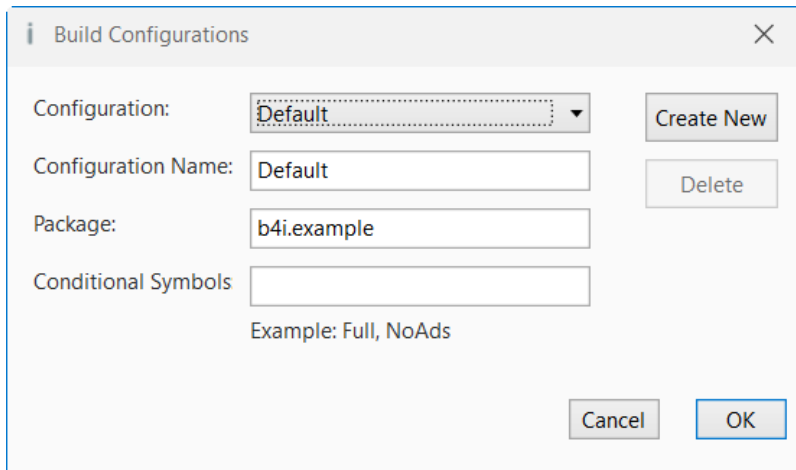 Build Configurations
Configuration: Default Create New
Configuration Name: Default
Delete
Package: b4i.example
Conditional Symbols
Example: Full, NoAds
Cancel OK